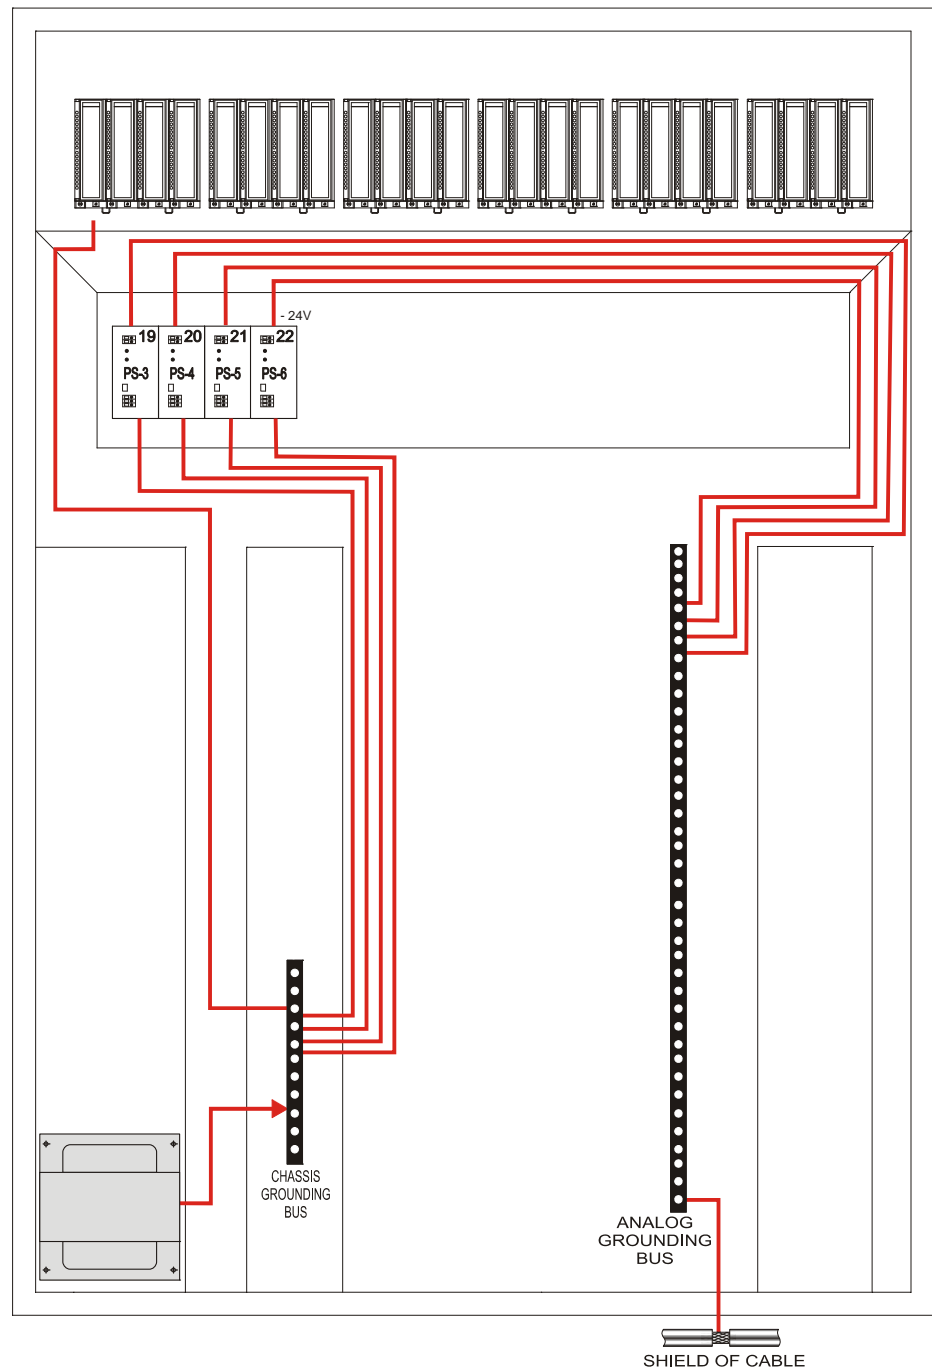 - 24V
19 20 21 22
PS-3 PS-4 PS-5 PS-6
CHASSIS
GROUNDING
BUS
ANALOG
GROUNDING
BUS
SHIELD OF CABLE